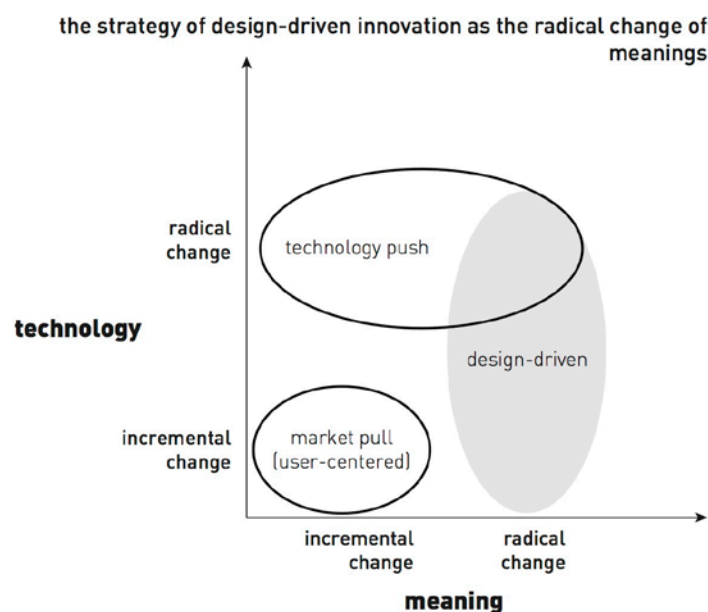 the strategy of design-driven innovation as the radical change of
meanings
radical
change
technology push
technology
design-driven
incremental
change
market pull
(user-centered)
incremental
change
radical
change
meaning